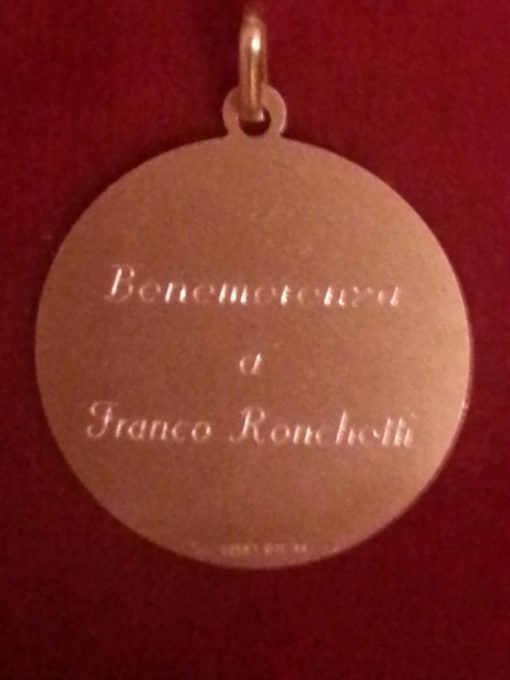 Benemerenza
a
Franco Ronchetti